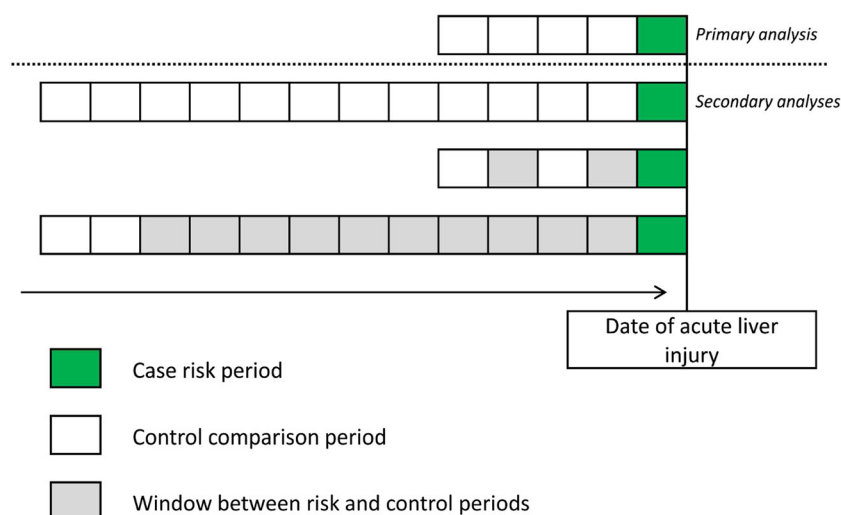 Primary analysis
Secondary analyses
Date of acute liver
injury
Case risk period
Control comparison period
Window between risk and control periods